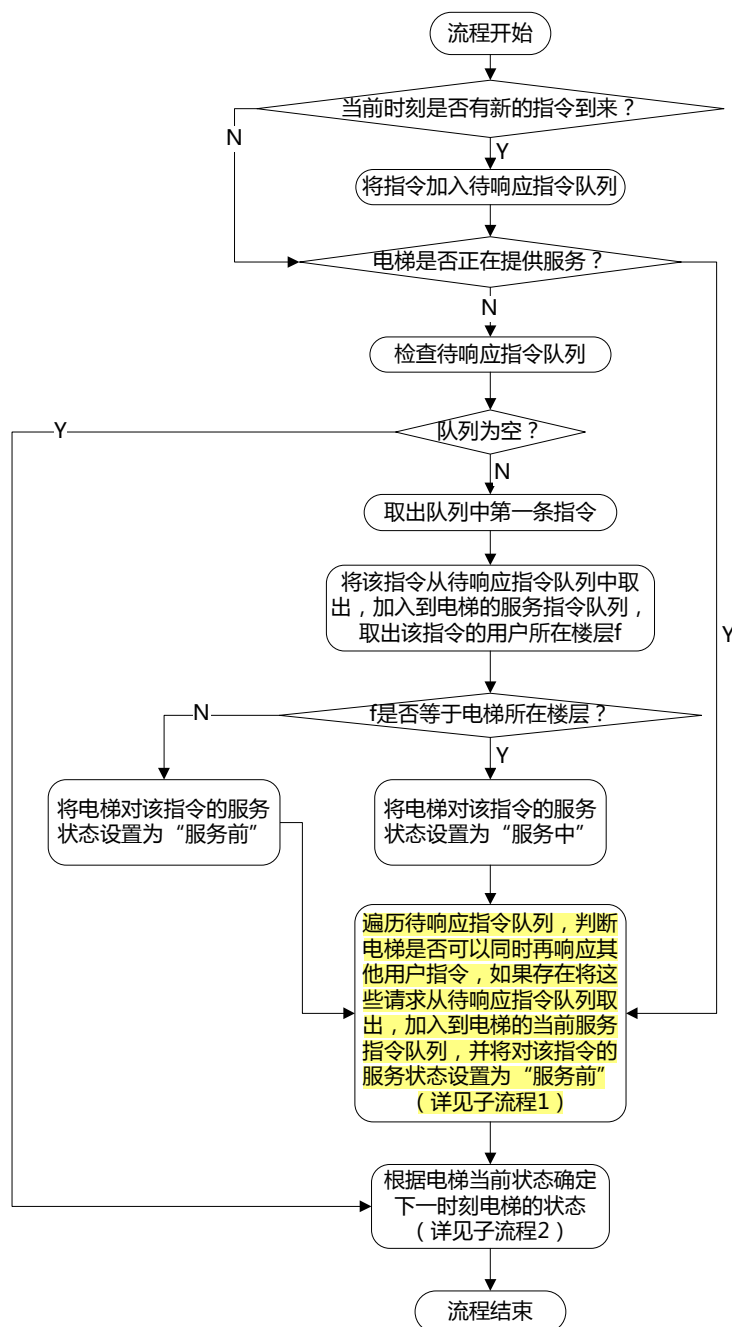 流程开始
当前时刻是否有新的指令到来？
N
Y
将指令加入待响应指令队列
电梯是否正在提供服务？
N
检查待响应指令队列
Y
队列为空？
N
取出队列中第一条指令
将该指令从待响应指令队列中取
出，加入到电梯的服务指令队列，
取出该指令的用户所在楼层f
Y
N
f是否等于电梯所在楼层？
Y
将电梯对该指令的服务
状态设置为“服务前”
将电梯对该指令的服务
状态设置为“服务中”
遍历待响应指令队列，判断
电梯是否可以同时再响应其
他用户指令，如果存在将这
些请求从待响应指令队列取
出，加入到电梯的当前服务
指令队列，并将对该指令的
服务状态设置为“服务前”
（详见子流程1）
根据电梯当前状态确定
下一时刻电梯的状态
（详见子流程2）
流程结束